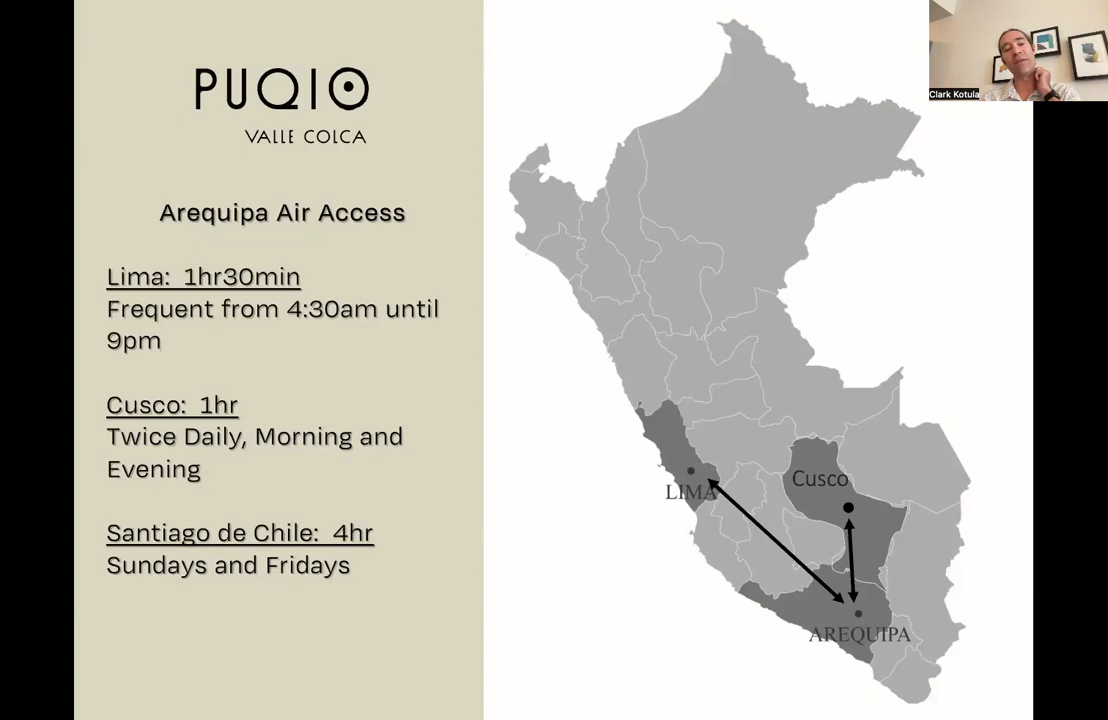 PUQIO
VALLE COLCA
Arequipa Air Access
Lima: 1hr30min
Frequent from 4:30am until
9pm
Cusco: 1hr
Twice Daily, Morning and
Evening
Santiago de Chile: 4hr
Sundays and Fridays
Cusco
LIMA
AREQUIPA
Clark Kotula